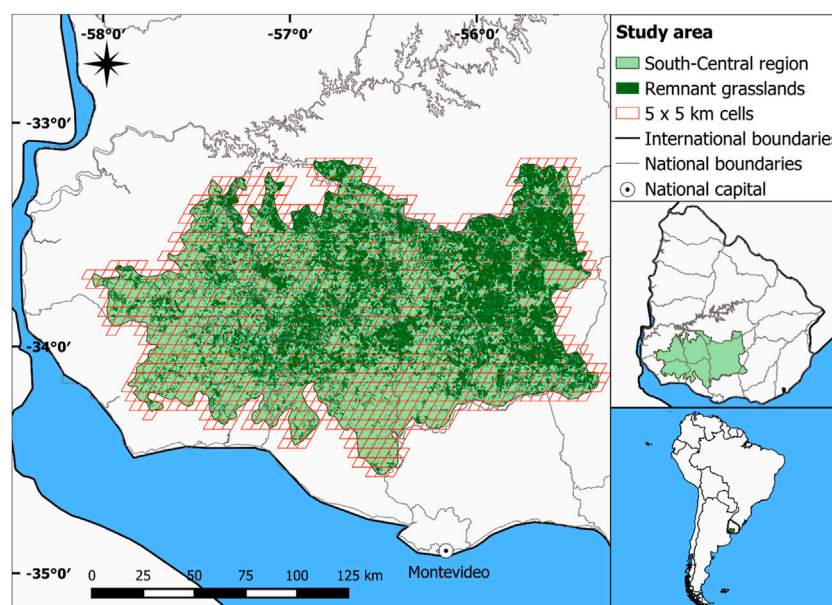 -58°0' -57°0' -56°0'
-33°0'
-34°0'
-35°0'
0 25 50 75 100 125 km
Montevideo
Study area
South-Central region
Remnant grasslands
5 x 5 km cells
International boundaries
National boundaries
National capital